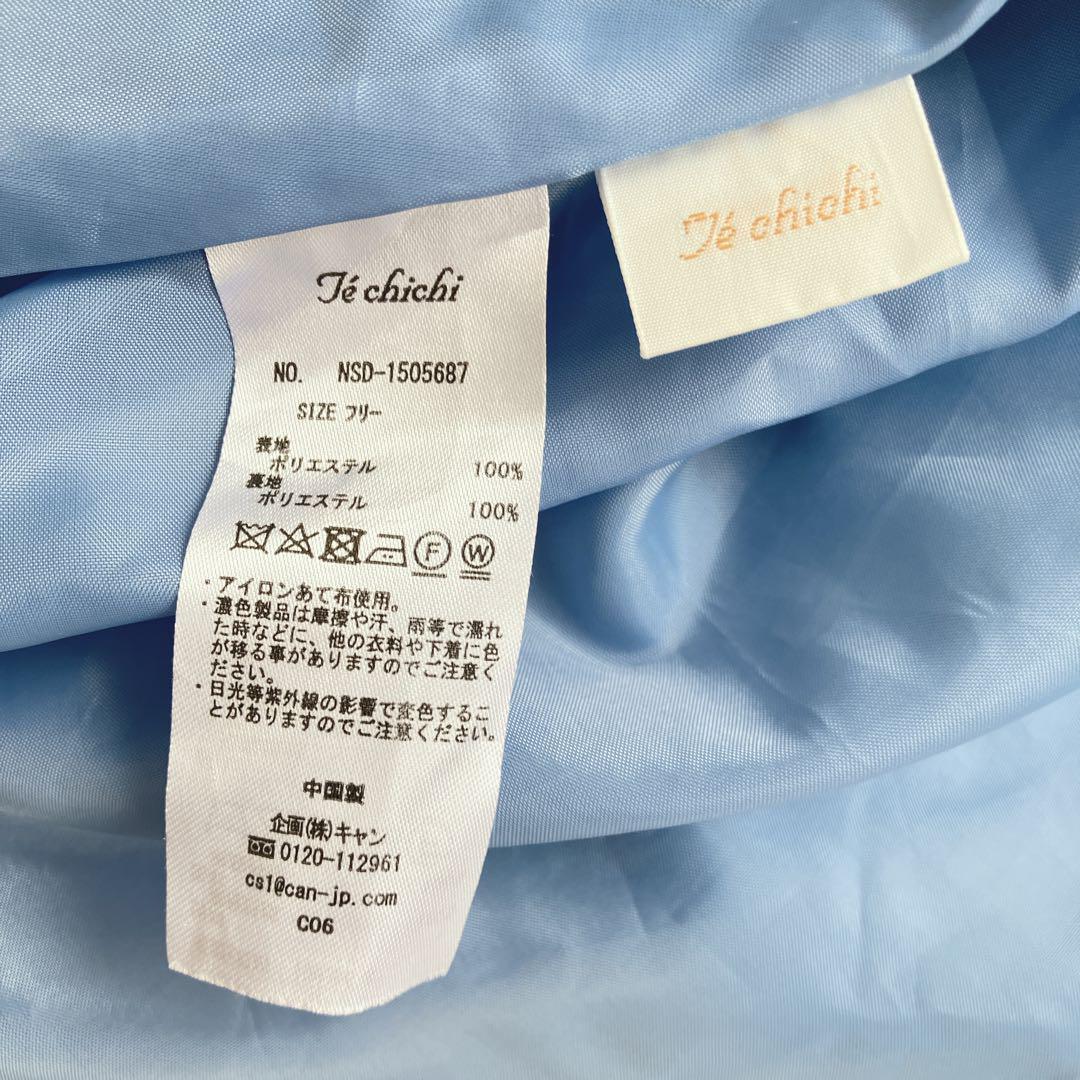 Té chichi
Té chichi
NO. NSD-1505687
SIZE フリー
表地
ポリエステル 100%
裏地
ポリエステル 100%
F W
・アイロンあて布使用。
・濃色製品は摩擦や汗、雨等で濡れ
た時などに、他の衣料や下着に色
が移る事がありますのでご注意く
ださい。
・日光等紫外線の影響で変色するこ
とがありますのでご注意ください。
中国製
企画(株)キャン
0120-112961
cs1@can-jp.com
C06